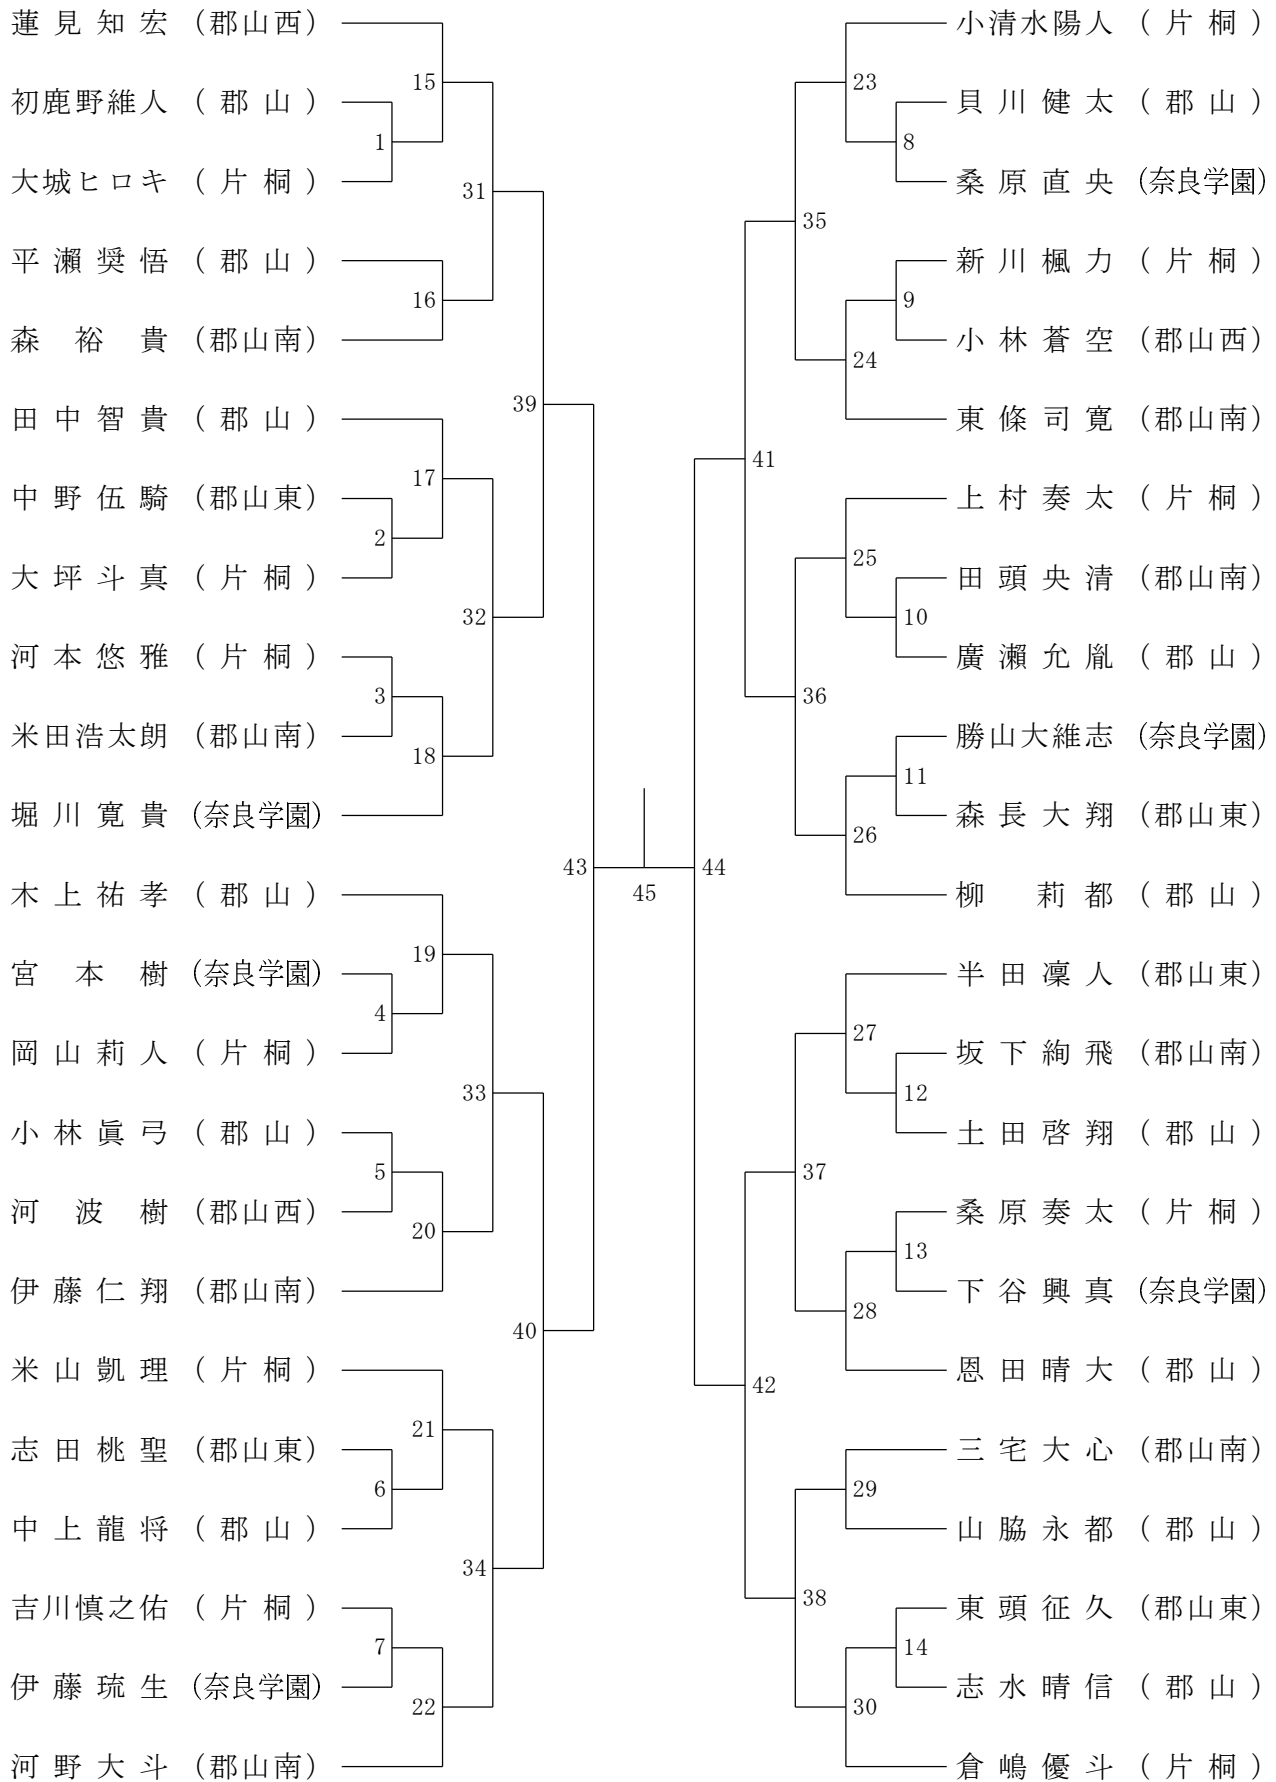 蓮見知宏 (郡山西)
初鹿野維人 (郡山)
大城ヒロキ (片桐)
平瀨奨悟 (郡山)
森裕貴 (郡山南)
田中智貴 (郡山)
中野伍騎 (郡山東)
大坪斗真 (片桐)
河本悠雅 (片桐)
米田浩太朗 (郡山南)
堀川寛貴 (奈良学園)
木上祐孝 (郡山)
宮本樹 (奈良学園)
岡山莉人 (片桐)
小林眞弓 (郡山)
河波樹 (郡山西)
伊藤仁翔 (郡山南)
米山凱理 (片桐)
志田桃聖 (郡山東)
中上龍将 (郡山)
吉川慎之佑 (片桐)
伊藤琉生 (奈良学園)
河野大斗 (郡山南)
15
1
31
16
39
17
2
32
3
18
43
19
4
33
5
20
40
21
6
34
7
22
45
44
23
8
35
9
24
41
25
10
36
11
26
27
12
37
13
28
42
29
38
14
30
小清水陽人 (片桐)
貝川健太 (郡山)
桑原直央 (奈良学園)
新川楓力 (片桐)
小林蒼空 (郡山西)
東條司寛 (郡山南)
上村奏太 (片桐)
田頭央清 (郡山南)
廣瀨允胤 (郡山)
勝山大維志 (奈良学園)
森長大翔 (郡山東)
柳莉都 (郡山)
半田凜人 (郡山東)
坂下絢飛 (郡山南)
土田啓翔 (郡山)
桑原奏太 (片桐)
下谷興真 (奈良学園)
恩田晴大 (郡山)
三宅大心 (郡山南)
山脇永都 (郡山)
東頭征久 (郡山東)
志水晴信 (郡山)
倉嶋優斗 (片桐)